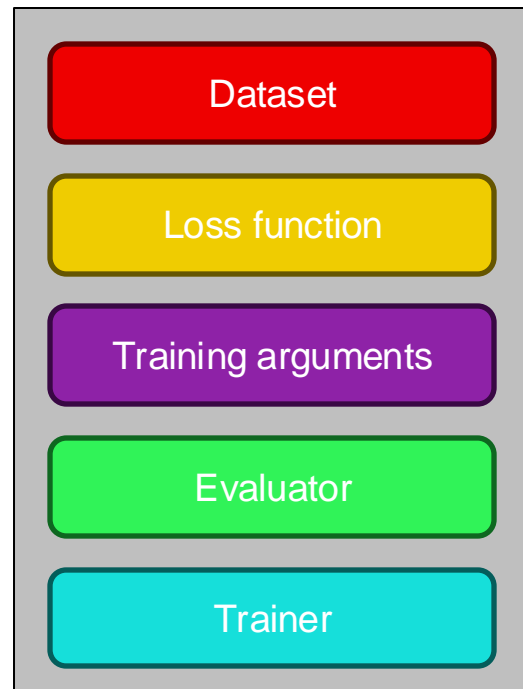 Dataset
Loss function
Training arguments
Evaluator
Trainer